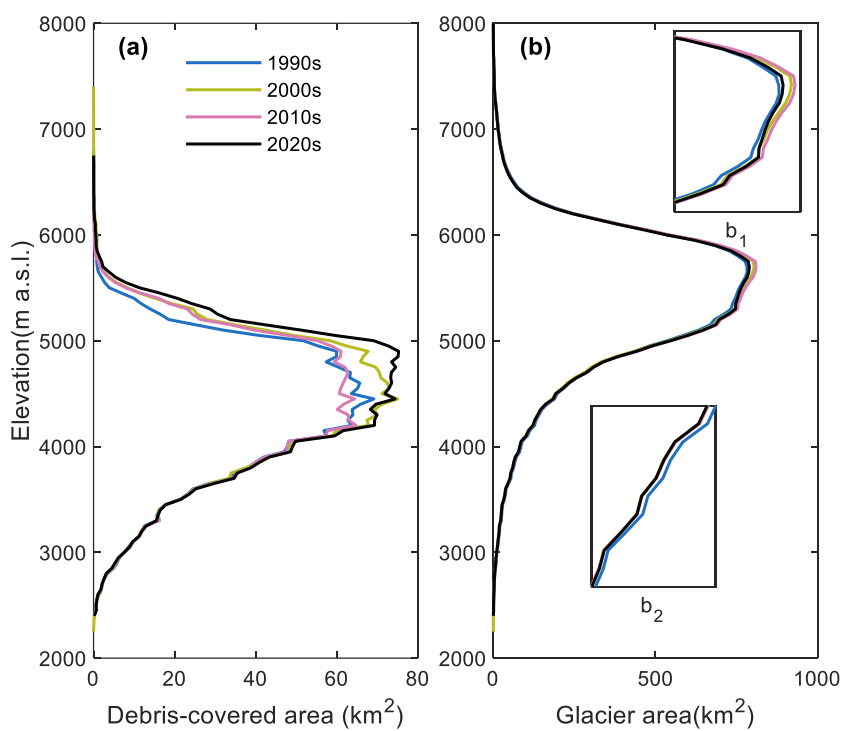 (a)
(b)
1990s
2000s
2010s
2020s
8000
7000
6000
5000
4000
3000
2000
Elevation(m a.s.l.)
0 20 40 60 80
Debris-covered area (km²)
8000
7000
6000
5000
4000
3000
2000
b₁
b₂
0 500 1000
Glacier area(km²)